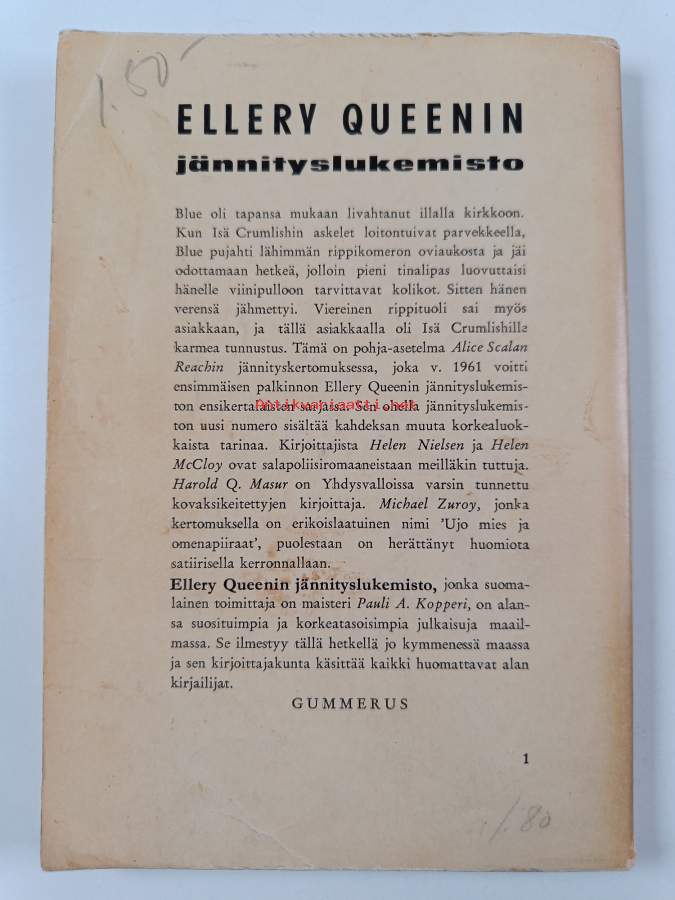 1.50
ELLERY QUEENIN
jännityslukemisto
Blue oli tapansa mukaan livahtanut illalla kirkkoon.
Kun Isä Crumlishin askelet loitontuivat parvekkeella,
Blue pujahti lähimmän rippikomeron oviaukosta ja jäi
odottamaan hetkeä, jolloin pieni tinalipas luovuttaisi
hänelle viinipulloon tarvittavat kolikot. Sitten hänen
verensä jähmettyi. Viereinen rippituoli sai myös
asiakkaan, ja tällä asiakkaalla oli Isä Crumlishille
karmea tunnustus. Tämä on pohja-asetelma Alice Scalan
Reachin jännityskertomuksessa, joka v. 1961 voitti
ensimmäisen palkinnon Ellery Queenin jännityslukemis-
ton ensikertalaisten sarjassa. Sen ohella jännityslukemis-
Antikvariaatti.net
ton uusi numero sisältää kahdeksan muuta korkealuok-
kaista tarinaa. Kirjoittajista Helen Nielsen ja Helen
McCloy ovat salapoliisiromaaneistaan meilläkin tuttuja.
Harold Q. Masur on Yhdysvalloissa varsin tunnettu
kovaksikeitettyjen kirjoittaja. Michael Zuroy, jonka
kertomuksella on erikoislaatuinen nimi 'Ujo mies ja
omenapiiraat', puolestaan on herättänyt huomiota
satiirisella kerronnallaan.
Ellery Queenin jännityslukemisto, jonka suoma-
lainen toimittaja on maisteri Pauli A. Kopperi, on alan-
sa suosituimpia ja korkeatasoisimpia julkaisuja maail-
massa. Se ilmestyy tällä hetkellä jo kymmenessä maassa
ja sen kirjoittajakunta käsittää kaikki huomattavat alan
kirjailijat.
GUMMERUS
1
1.80